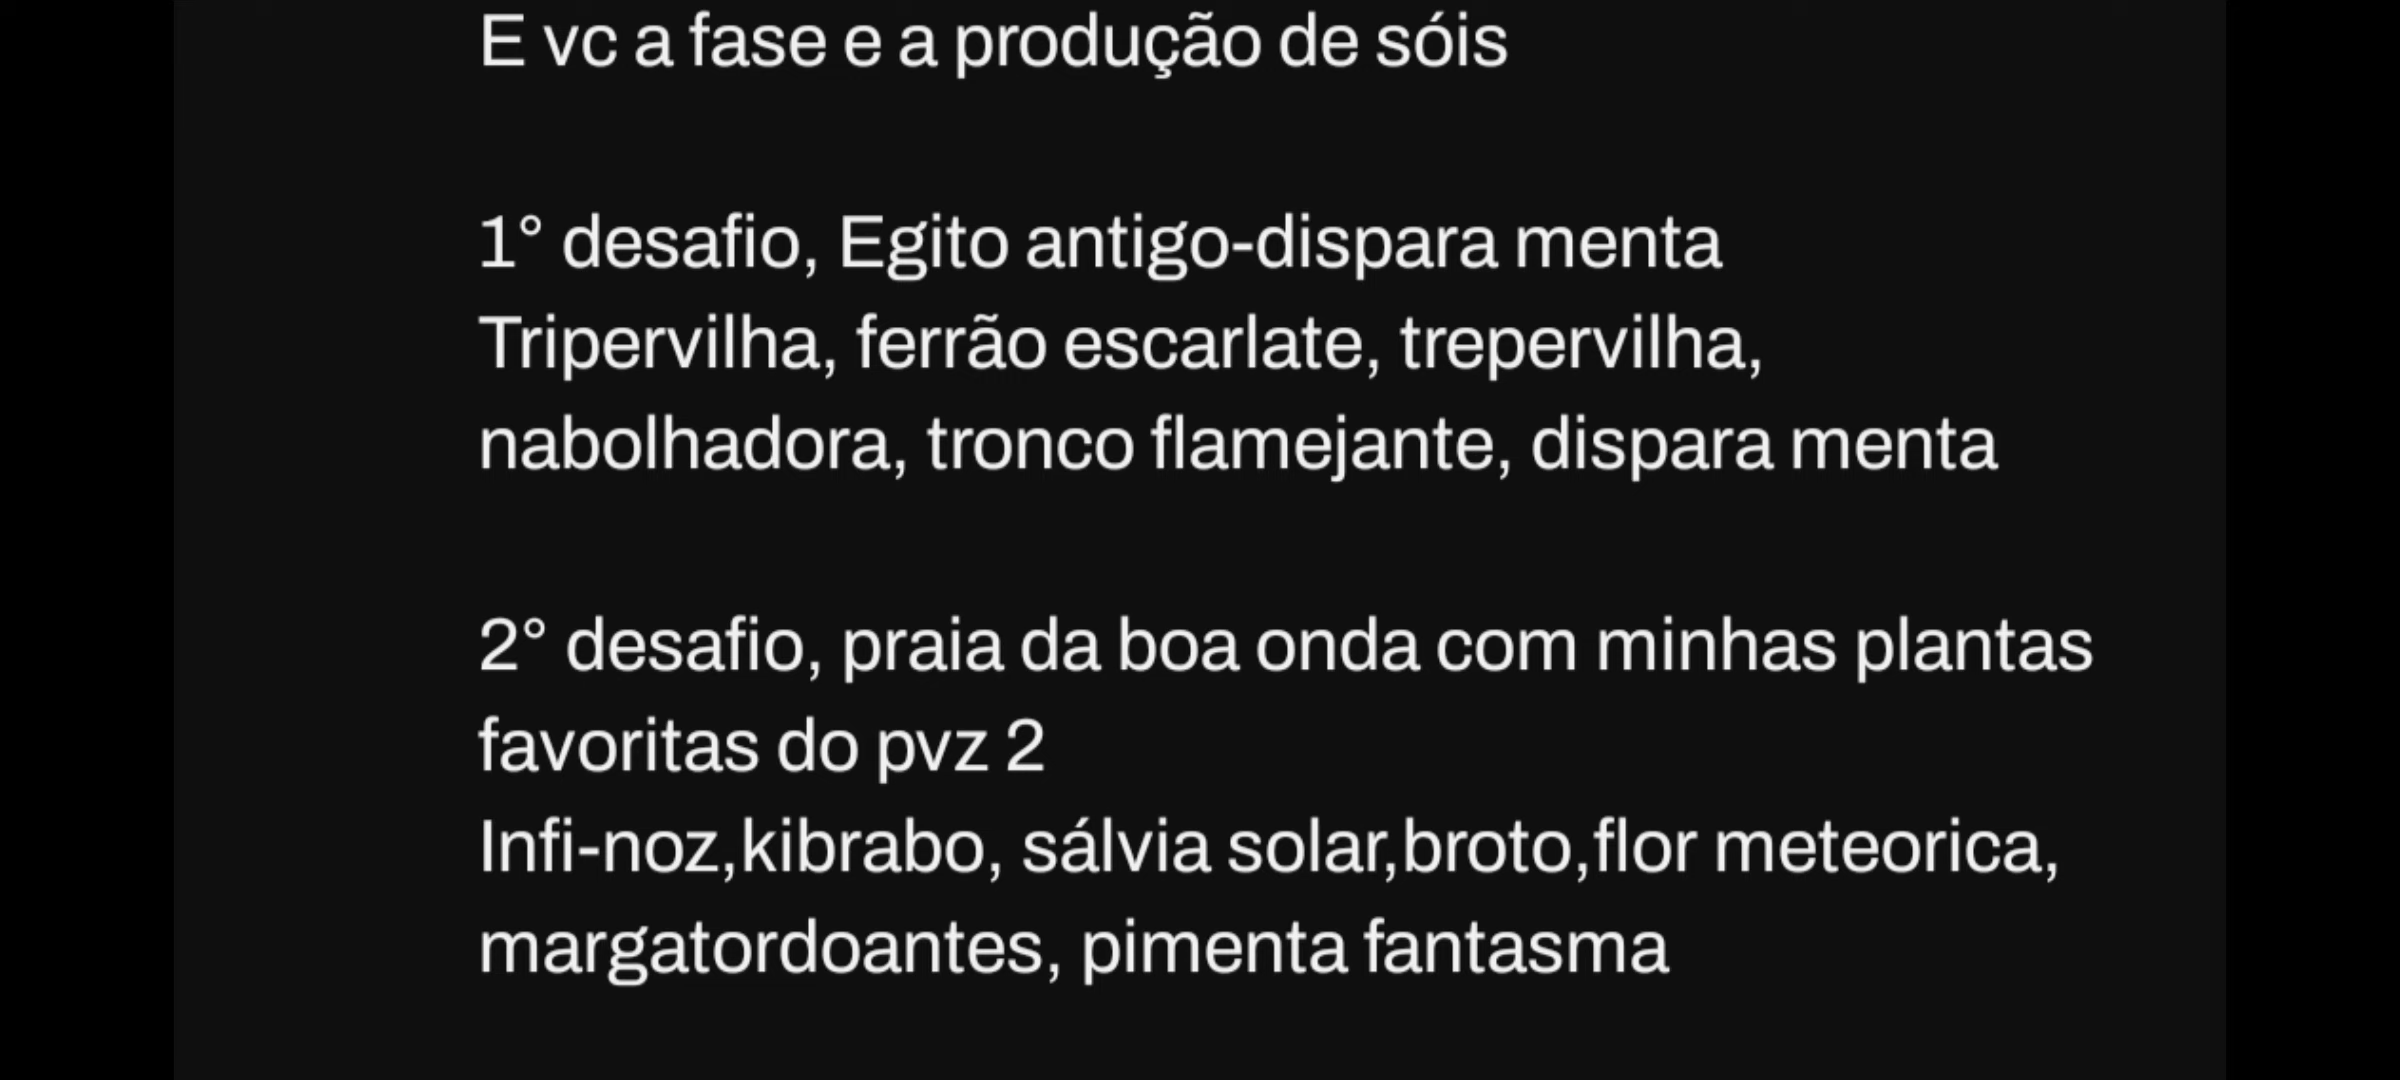 E vc a fase e a produção de sóis
1° desafio, Egito antigo-dispara menta
Tripervilha, ferrão escarlate, trepervilha,
nabolhadora, tronco flamejante, dispara menta
2° desafio, praia da boa onda com minhas plantas
favoritas do pvz 2
Infi-noz,kibrabo, sálvia solar,broto,flor meteorica,
margatordoantes, pimenta fantasma